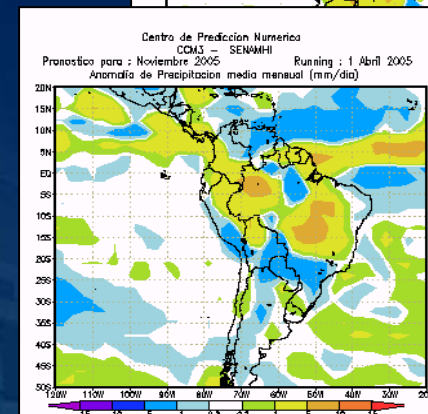 Centro de Prediccion Numerica
CCM3 - SENAMHI
Pronostico para : Noviembre 2005 Running : 1 Abril 2005
Anomalia de Precipitacion media mensual (mm/dia)
20N
15N
10N
5N
EQ
5S
10S
15S
20S
25S
30S
35S
40S
45S
50S
120W 110W 100W 90W 80W 70W 60W 50W 40W 30W